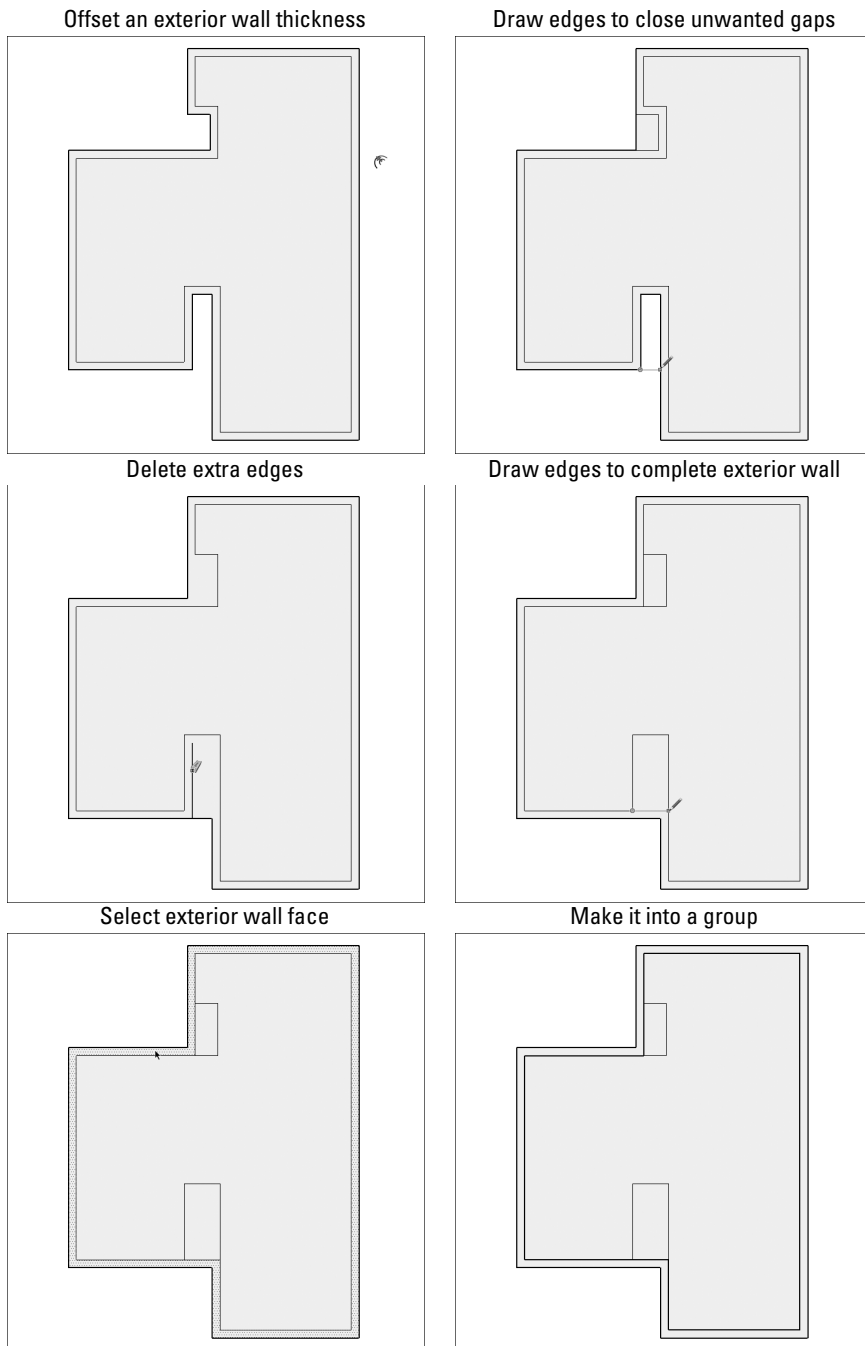 Offset an exterior wall thickness
Draw edges to close unwanted gaps
Delete extra edges
Draw edges to complete exterior wall
Select exterior wall face
Make it into a group